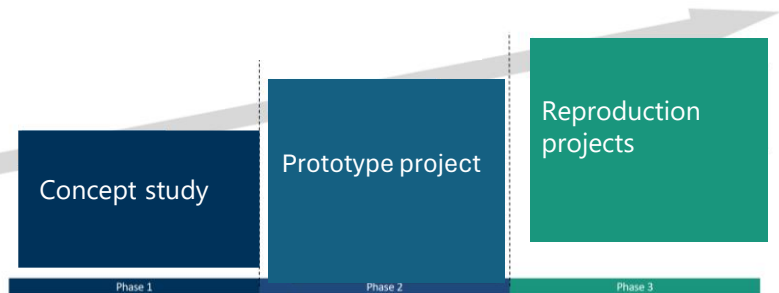 Concept study
Prototype project
Reproduction
projects
Phase 1
Phase 2
Phase 3